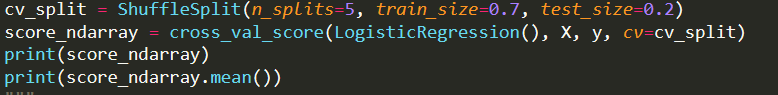 cv_split = ShuffleSplit(n_splits=5, train_size=0.7, test_size=0.2)
score_ndarray = cross_val_score(LogisticRegression(), X, y, cv=cv_split)
print(score_ndarray)
print(score_ndarray.mean())
"""